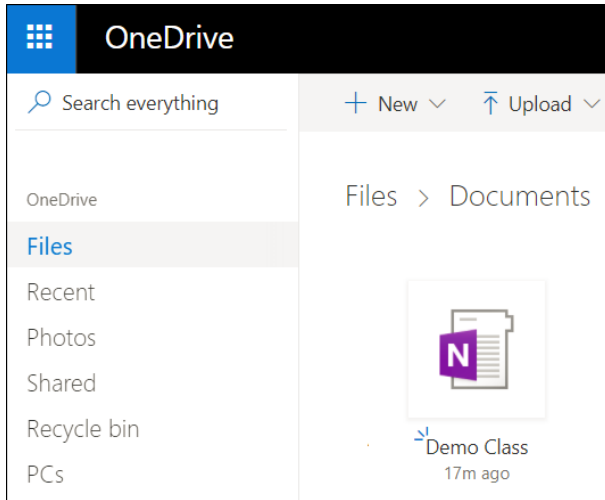 OneDrive
Search everything
New
Upload
OneDrive
Files
Recent
Photos
Shared
Recycle bin
PCs
Files > Documents
N
Demo Class
17m ago